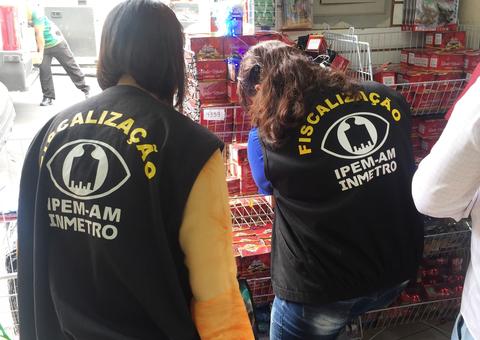 FISCALIZAÇÃO
IPEM-AM
INMETRO
FISCALIZAÇÃO
IPEM-AM
INMETRO